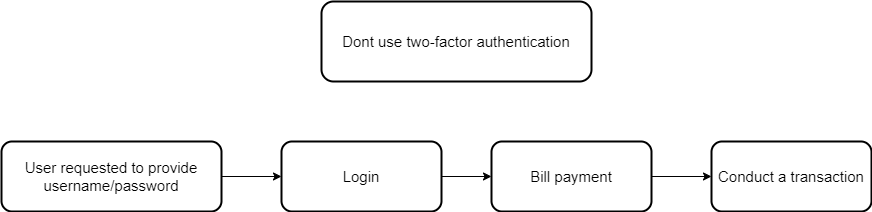 Dont use two-factor authentication
User requested to provide
username/password
Login
Bill payment
Conduct a transaction